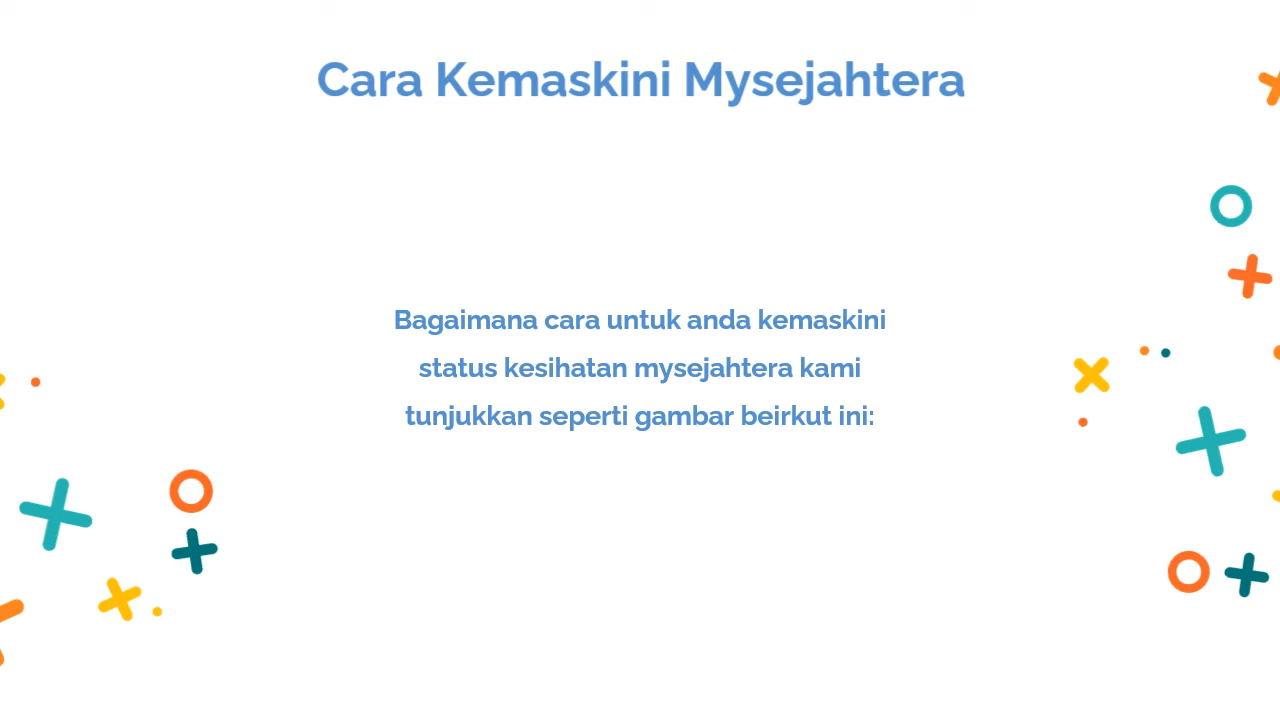 Cara Kemaskini Mysejahtera
Bagaimana cara untuk anda kemaskini
status kesihatan mysejahtera kami
tunjukkan seperti gambar beirkut ini: